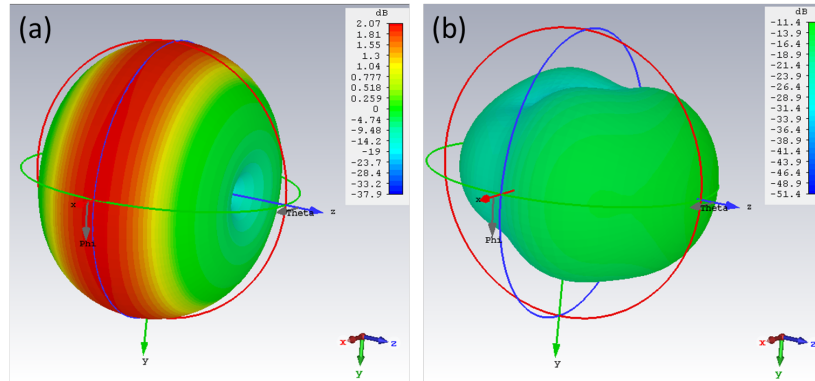 (a)
dB
2.07
1.81
1.55
1.3
1.04
0.777
0.518
0.259
0
-4.74
-9.48
-14.2
-19
-23.7
-28.4
-33.2
-37.9
x
Phi
Theta
z
y
x
z
y
(b)
dB
-11.4
-13.9
-16.4
-18.9
-21.4
-23.9
-26.4
-28.9
-31.4
-33.9
-36.4
-38.9
-41.4
-43.9
-46.4
-48.9
-51.4
x
Phi
Theta
z
y
x
z
y